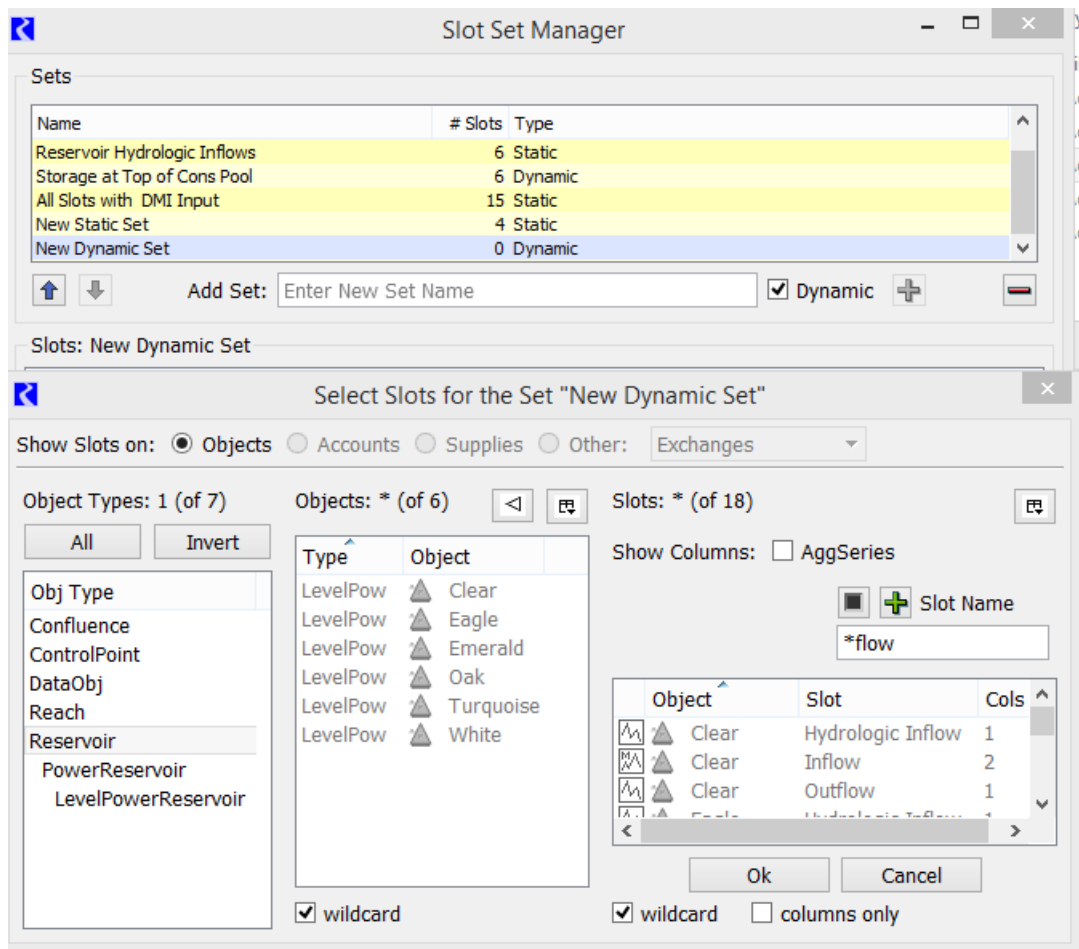 Slot Set Manager
Sets
Name # Slots Type
Reservoir Hydrologic Inflows 6 Static
Storage at Top of Cons Pool 6 Dynamic
All Slots with DMI Input 15 Static
New Static Set 4 Static
New Dynamic Set 0 Dynamic
Add Set: Enter New Set Name Dynamic
Slots: New Dynamic Set
Select Slots for the Set "New Dynamic Set"
Show Slots on: Objects Accounts Supplies Other: Exchanges
Object Types: 1 (of 7)
All Invert
Obj Type
Confluence
ControlPoint
DataObj
Reach
Reservoir
PowerReservoir
LevelPowerReservoir
Objects: * (of 6)
Type Object
LevelPow Clear
LevelPow Eagle
LevelPow Emerald
LevelPow Oak
LevelPow Turquoise
LevelPow White
wildcard
Slots: * (of 18)
Show Columns: AggSeries
Slot Name
*flow
Object Slot Cols
Clear Hydrologic Inflow 1
Clear Inflow 2
Clear Outflow 1
Eagle Hydrologic Inflow 1
Ok Cancel
wildcard columns only